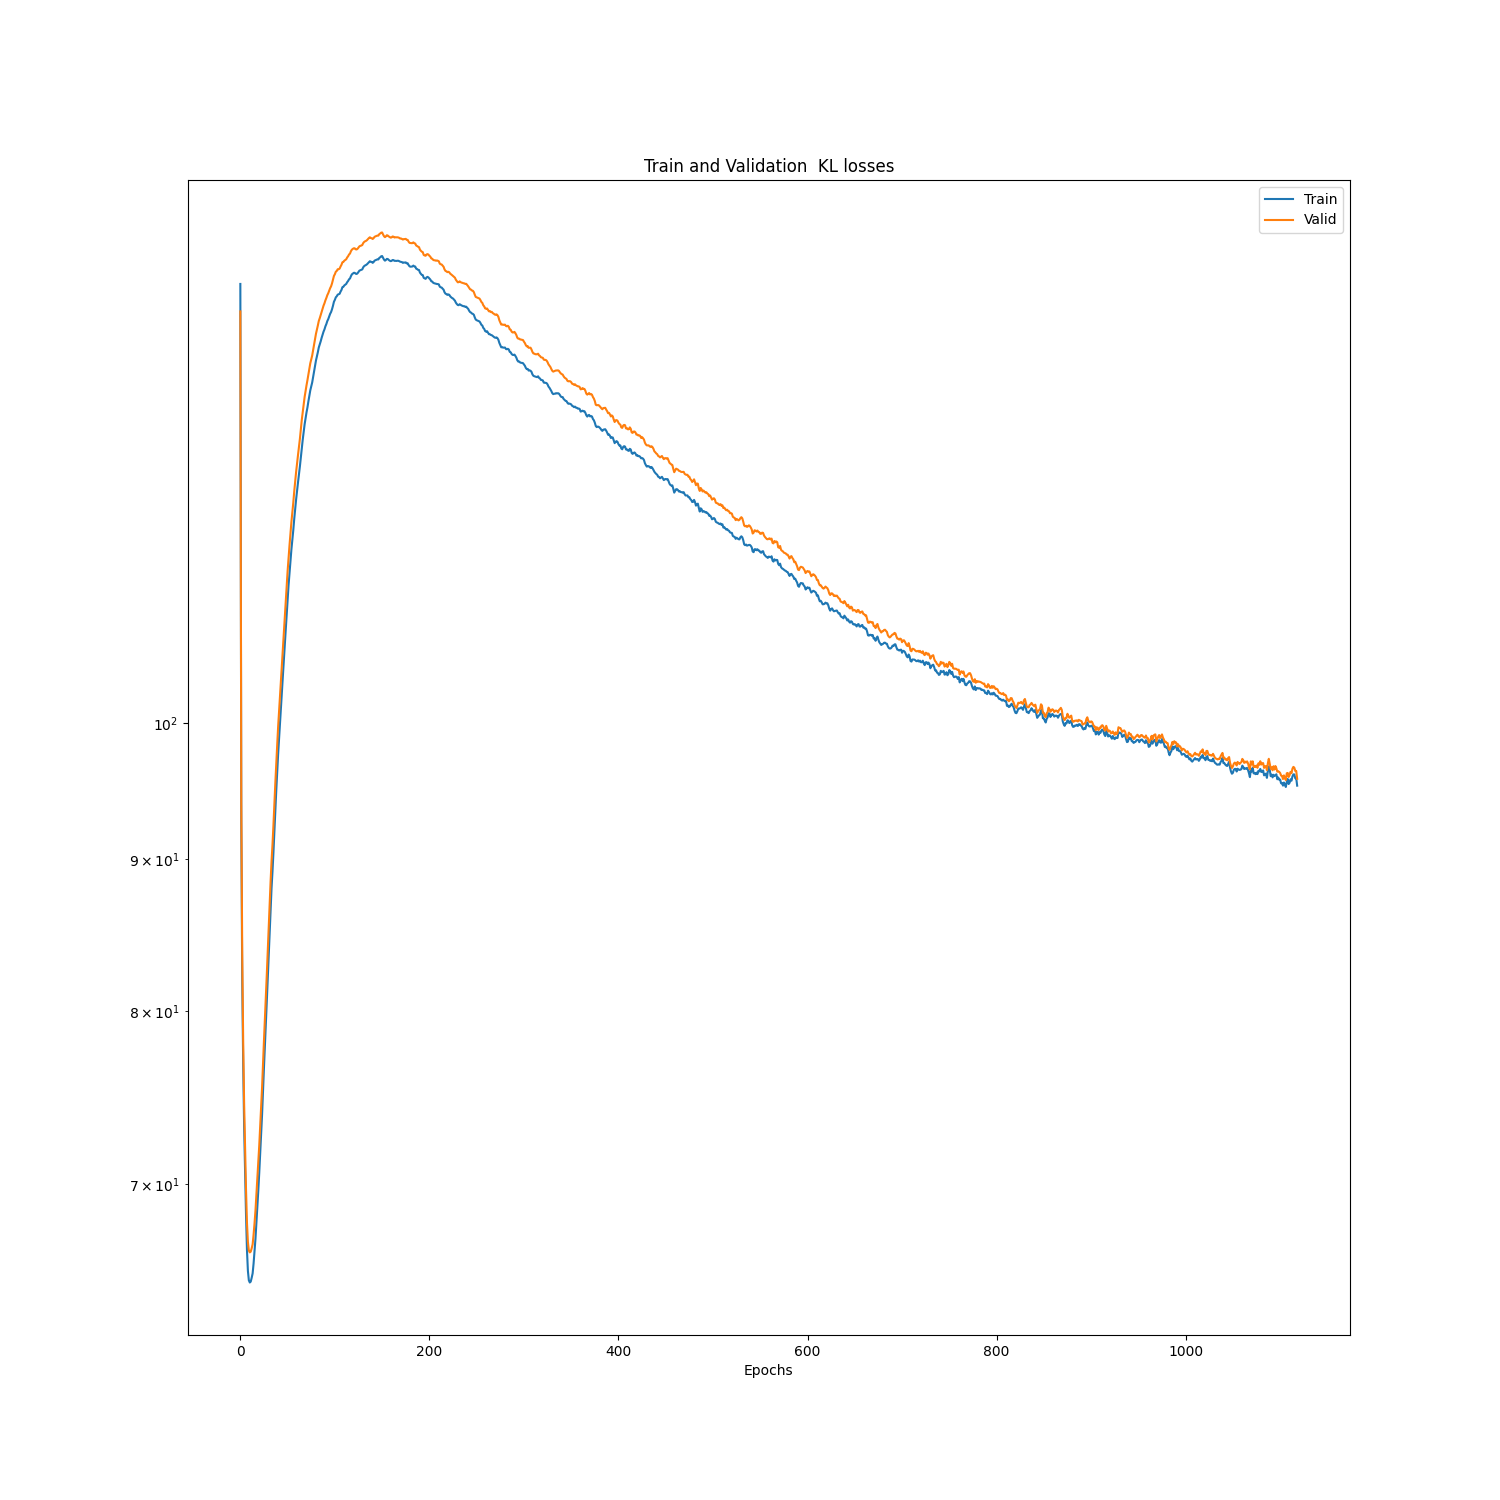 Train and Validation  KL losses
Train
Valid
10²
9 × 10¹
8 × 10¹
7 × 10¹
0 200 400 600 800 1000
Epochs